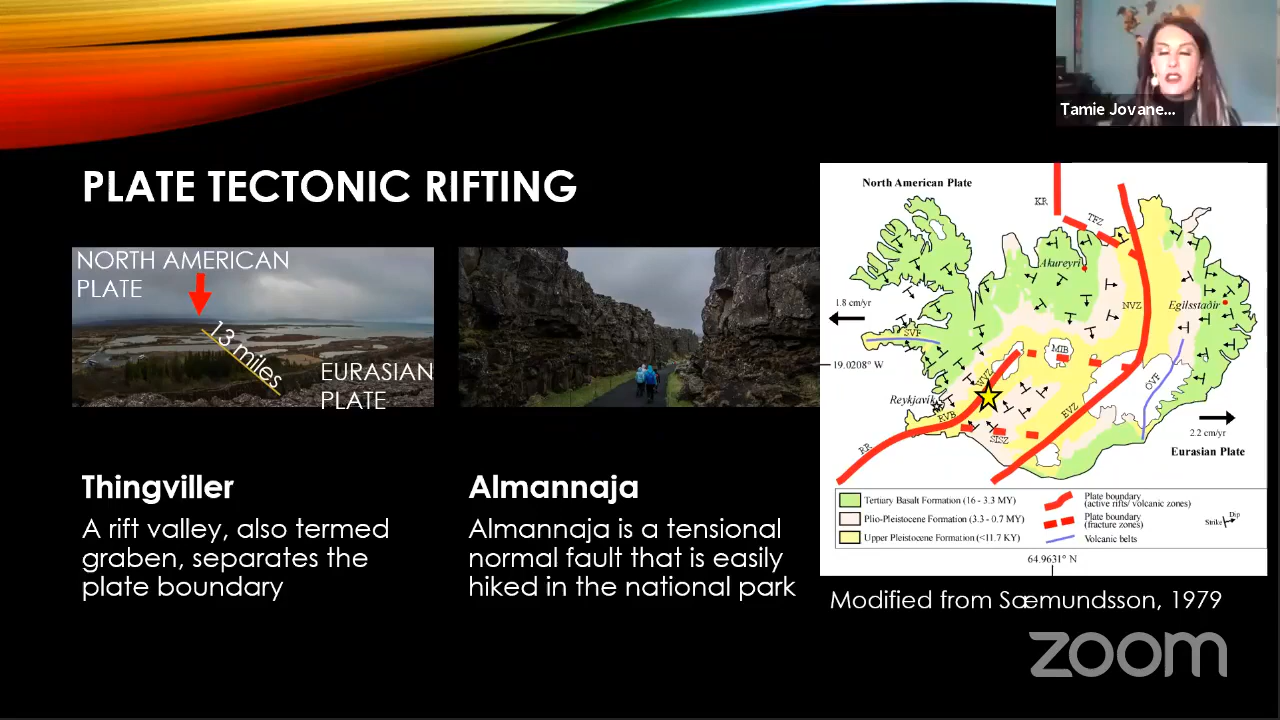 Tamie Jovane...
PLATE TECTONIC RIFTING
NORTH AMERICAN
PLATE
13 miles
EURASIAN
PLATE
Thingviller
A rift valley, also termed
graben, separates the
plate boundary
Almannaja
Almannaja is a tensional
normal fault that is easily
hiked in the national park
North American Plate
KR
TFZ
Akureyri
Egilsstaðir
NVZ
1.8 cm/yr
SVF
MIB
19.0208° W
WVZ
ÖVF
Reykjavík
EVZ
RR
SISZ
2.2 cm/yr
Eurasian Plate
Tertiary Basalt Formation (16 - 3.3 MY)
Plio-Pleistocene Formation (3.3 - 0.7 MY)
Upper Pleistocene Formation (<11.7 KY)
Plate boundary
(active rifts/ volcanic zones)
Plate boundary
(fracture zones)
Volcanic belts
Strike
Dip
64.9631° N
Modified from Sæmundsson, 1979
zoom